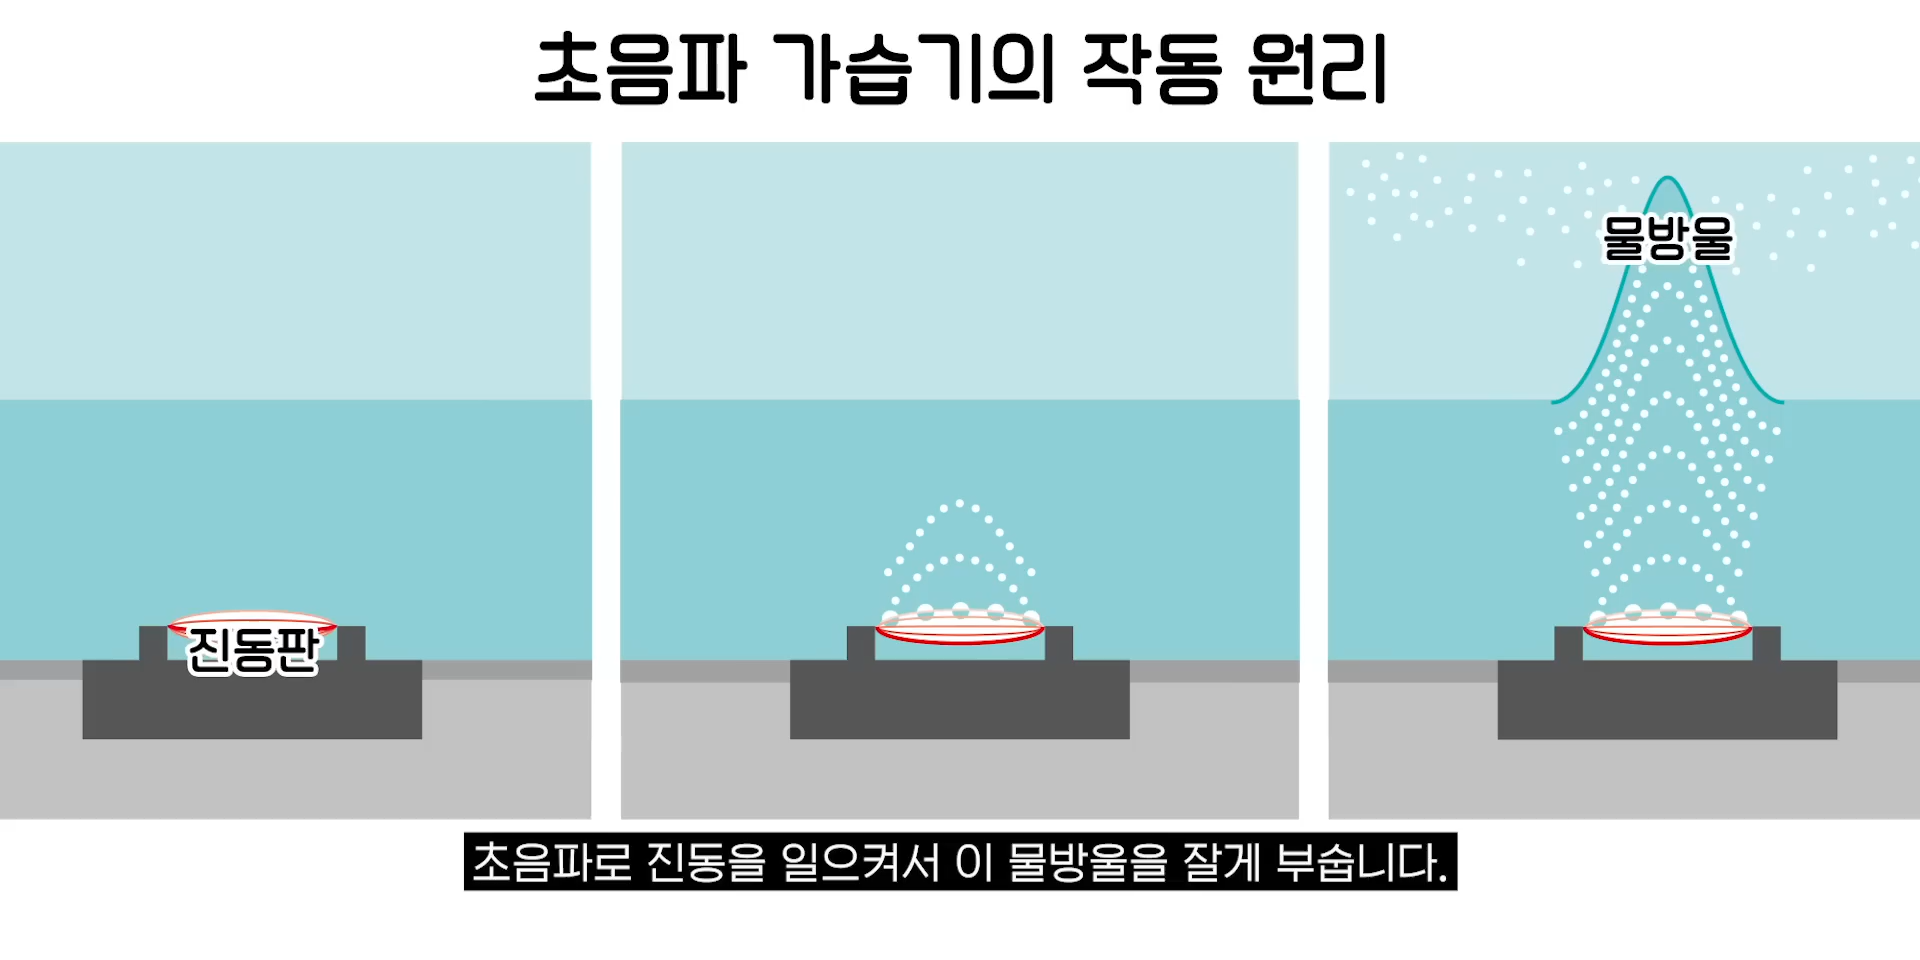 초음파 가습기의 작동 원리
물방울
진동판
초음파로 진동을 일으켜서 이 물방울을 잘게 부숩니다.